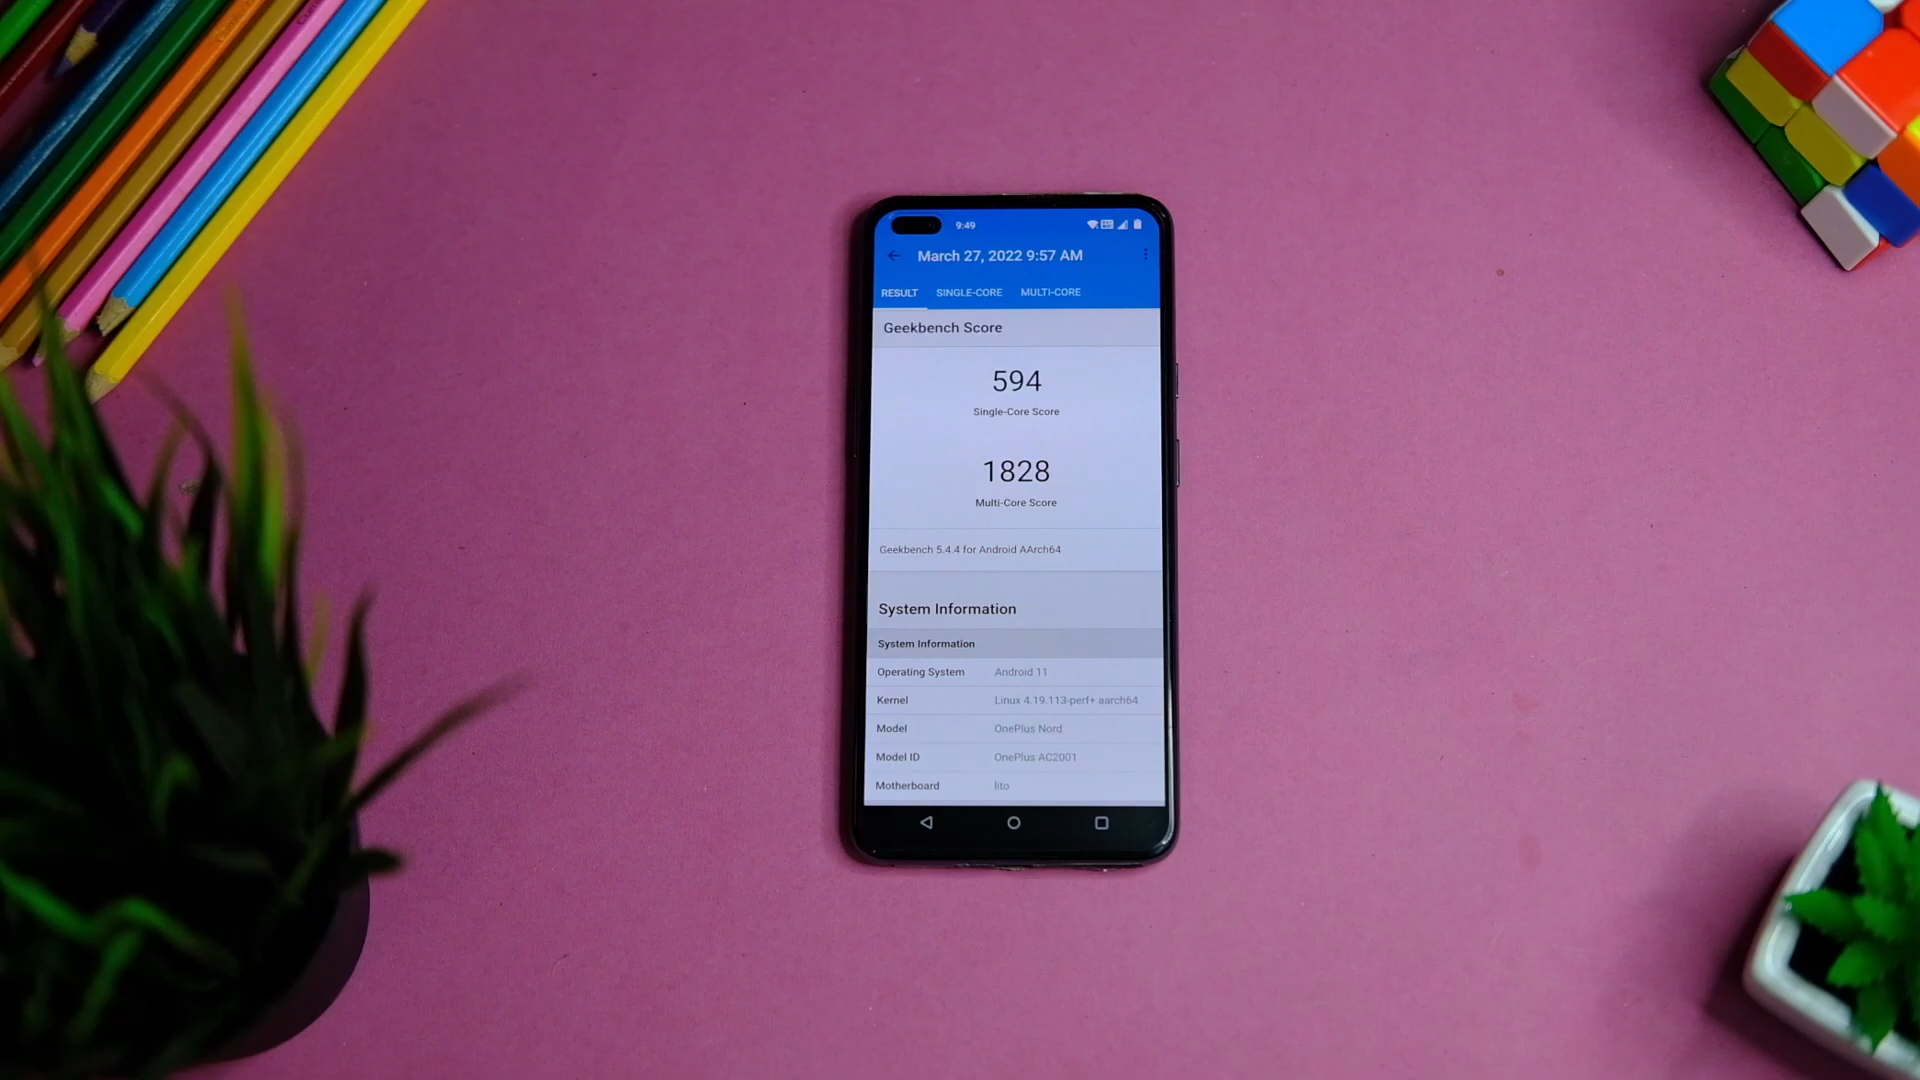 9:49
March 27, 2022 9:57 AM
RESULT SINGLE-CORE MULTI-CORE
Geekbench Score
594
Single-Core Score
1828
Multi-Core Score
Geekbench 5.4.4 for Android AArch64
System Information
System Information
Operating System Android 11
Kernel Linux 4.19.113-perf+ aarch64
Model OnePlus Nord
Model ID OnePlus AC2001
Motherboard lito